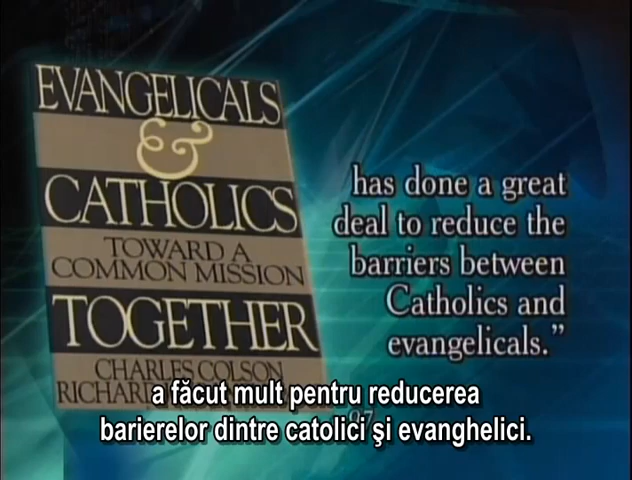 EVANGELICALS
&
CATHOLICS
TOWARD A
COMMON MISSION
TOGETHER
CHARLES COLSON
RICHARD
has done a great
deal to reduce the
barriers between
Catholics and
evangelicals.”
a făcut mult pentru reducerea
barierelor dintre catolici şi evanghelici.